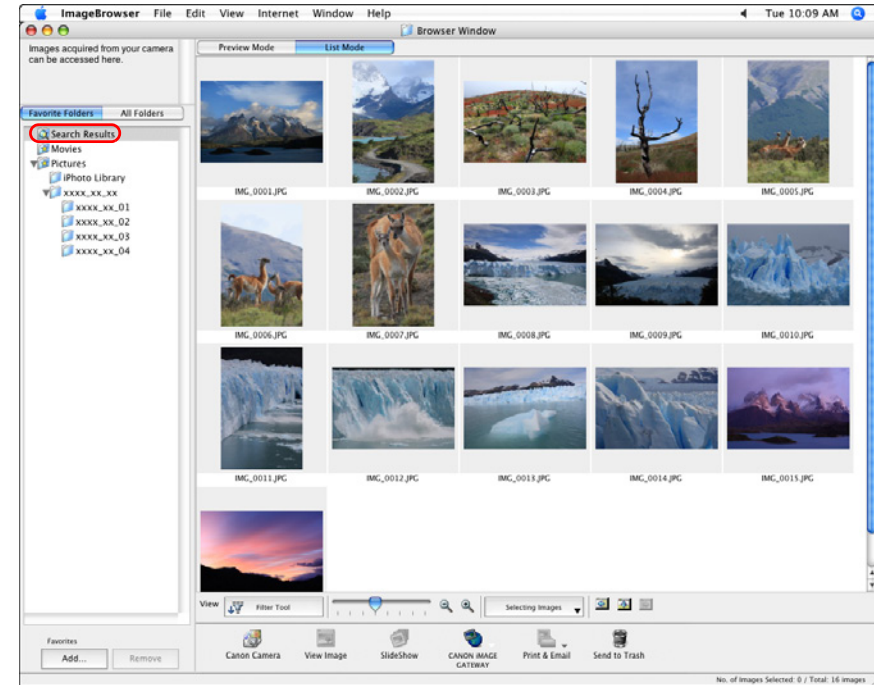 ImageBrowser File Edit View Internet Window Help Tue 10:09 AM
Browser Window
Images acquired from your camera
can be accessed here.
Preview Mode List Mode
Favorite Folders All Folders
Search Results
Movies
Pictures
iPhoto Library
xxxx_xx_xx
xxxx_xx_01
xxxx_xx_02
xxxx_xx_03
xxxx_xx_04
IMG_0001.JPG IMG_0002.JPG IMG_0003.JPG IMG_0004.JPG IMG_0005.JPG
IMG_0006.JPG IMG_0007.JPG IMG_0008.JPG IMG_0009.JPG IMG_0010.JPG
IMG_0011.JPG IMG_0012.JPG IMG_0013.JPG IMG_0014.JPG IMG_0015.JPG
View Filter Tool Selecting Images
Favorites
Add... Remove
Canon Camera View Image SlideShow CANON iMAGE
GATEWAY Print & Email Send to Trash
No. of Images Selected: 0 / Total: 16 images